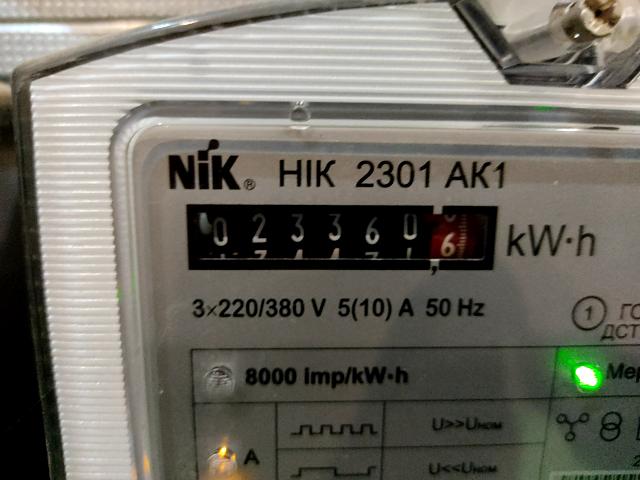 NiK® НІК 2301 АК1
0 2 3 3 6 0 6 kW·h
3×220/380 V 5(10) A 50 Hz
1
8000 imp/kW·h
A
U>>Uном
U<<Uном